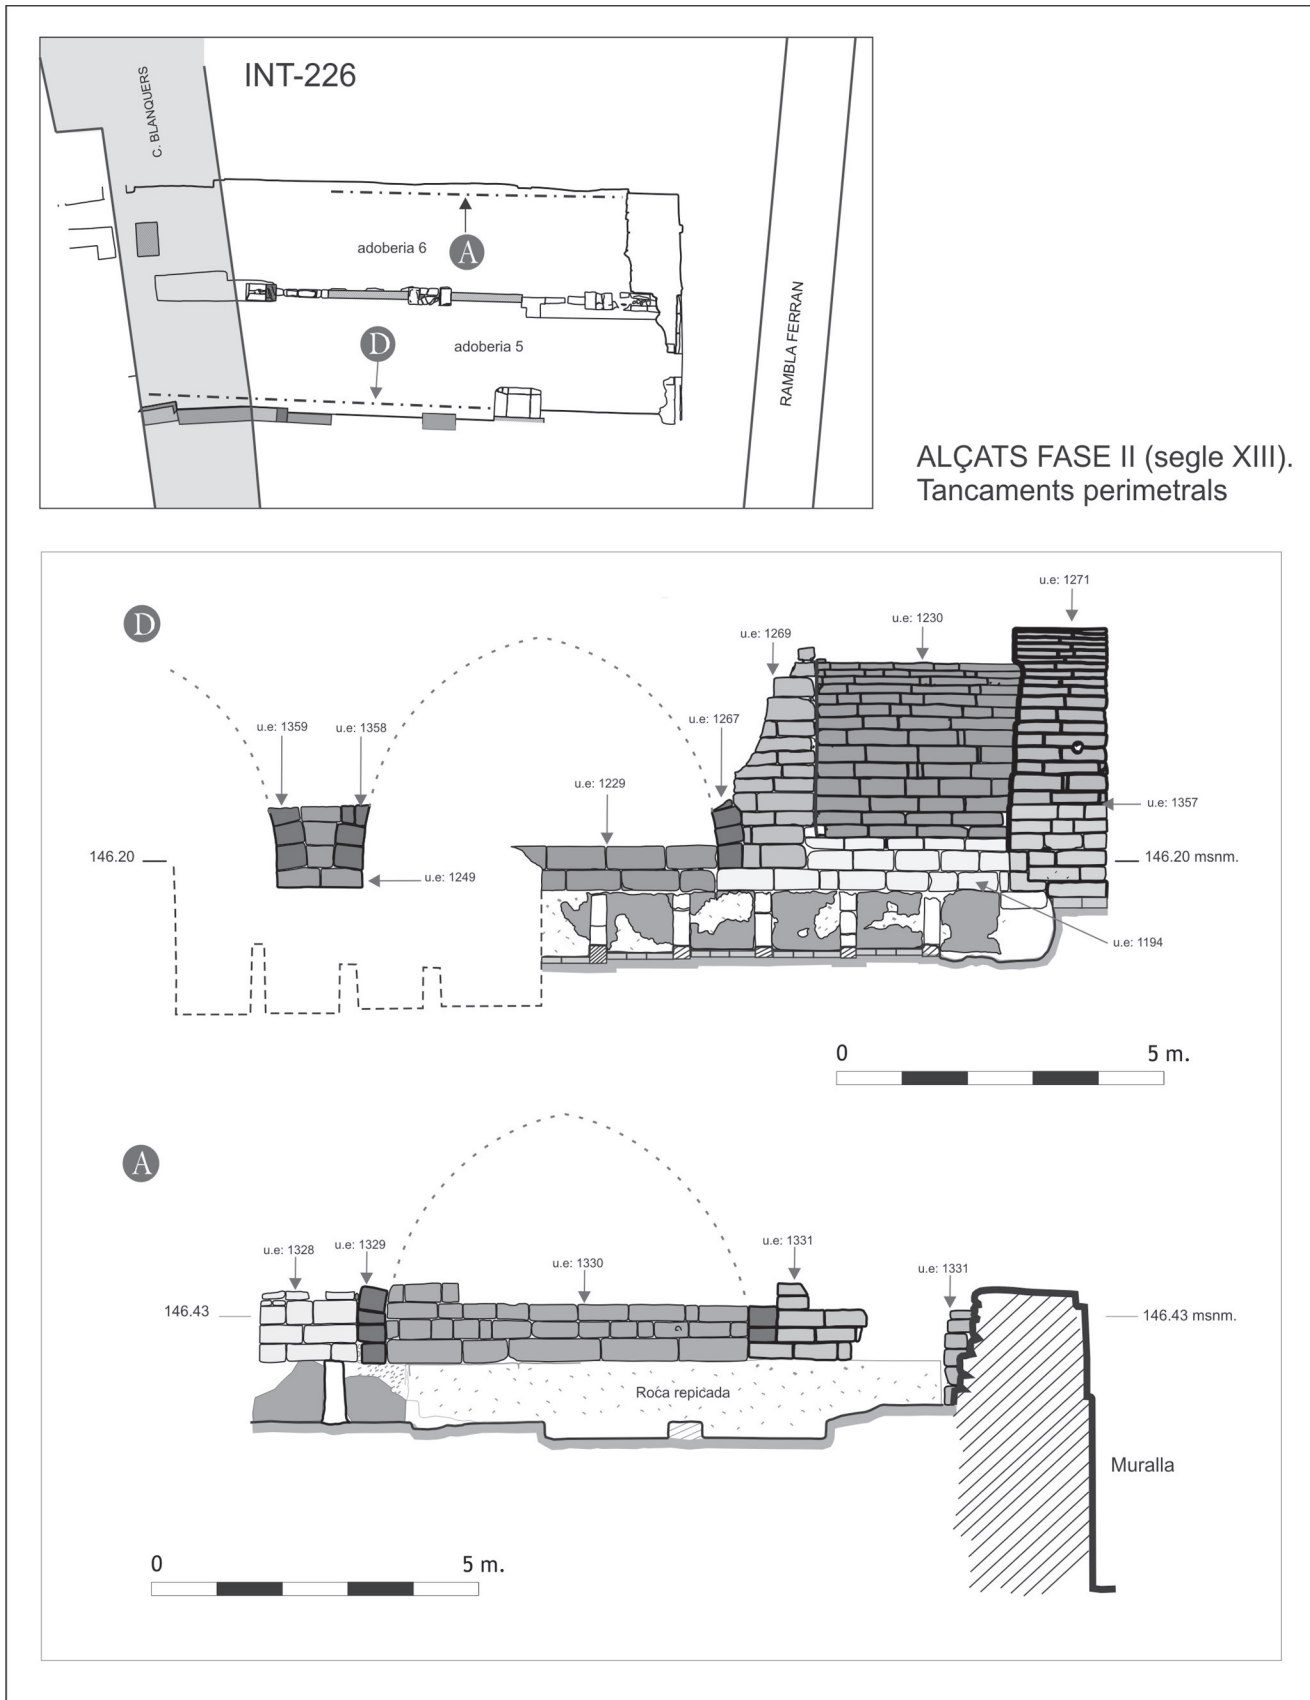 INT-226
C. BLANQUERS
adoberia 6
A
D
adoberia 5
RAMBLA FERRAN
ALÇATS FASE II (segle XIII).
Tancaments perimetrals
D
u.e: 1271
u.e: 1230
u.e: 1269
u.e: 1267
u.e: 1359
u.e: 1358
u.e: 1229
u.e: 1357
146.20
146.20 msnm.
u.e: 1249
u.e: 1194
0 5 m.
A
u.e: 1328
u.e: 1329
u.e: 1330
u.e: 1331
u.e: 1331
146.43
146.43 msnm.
Roca repicada
Muralla
0 5 m.